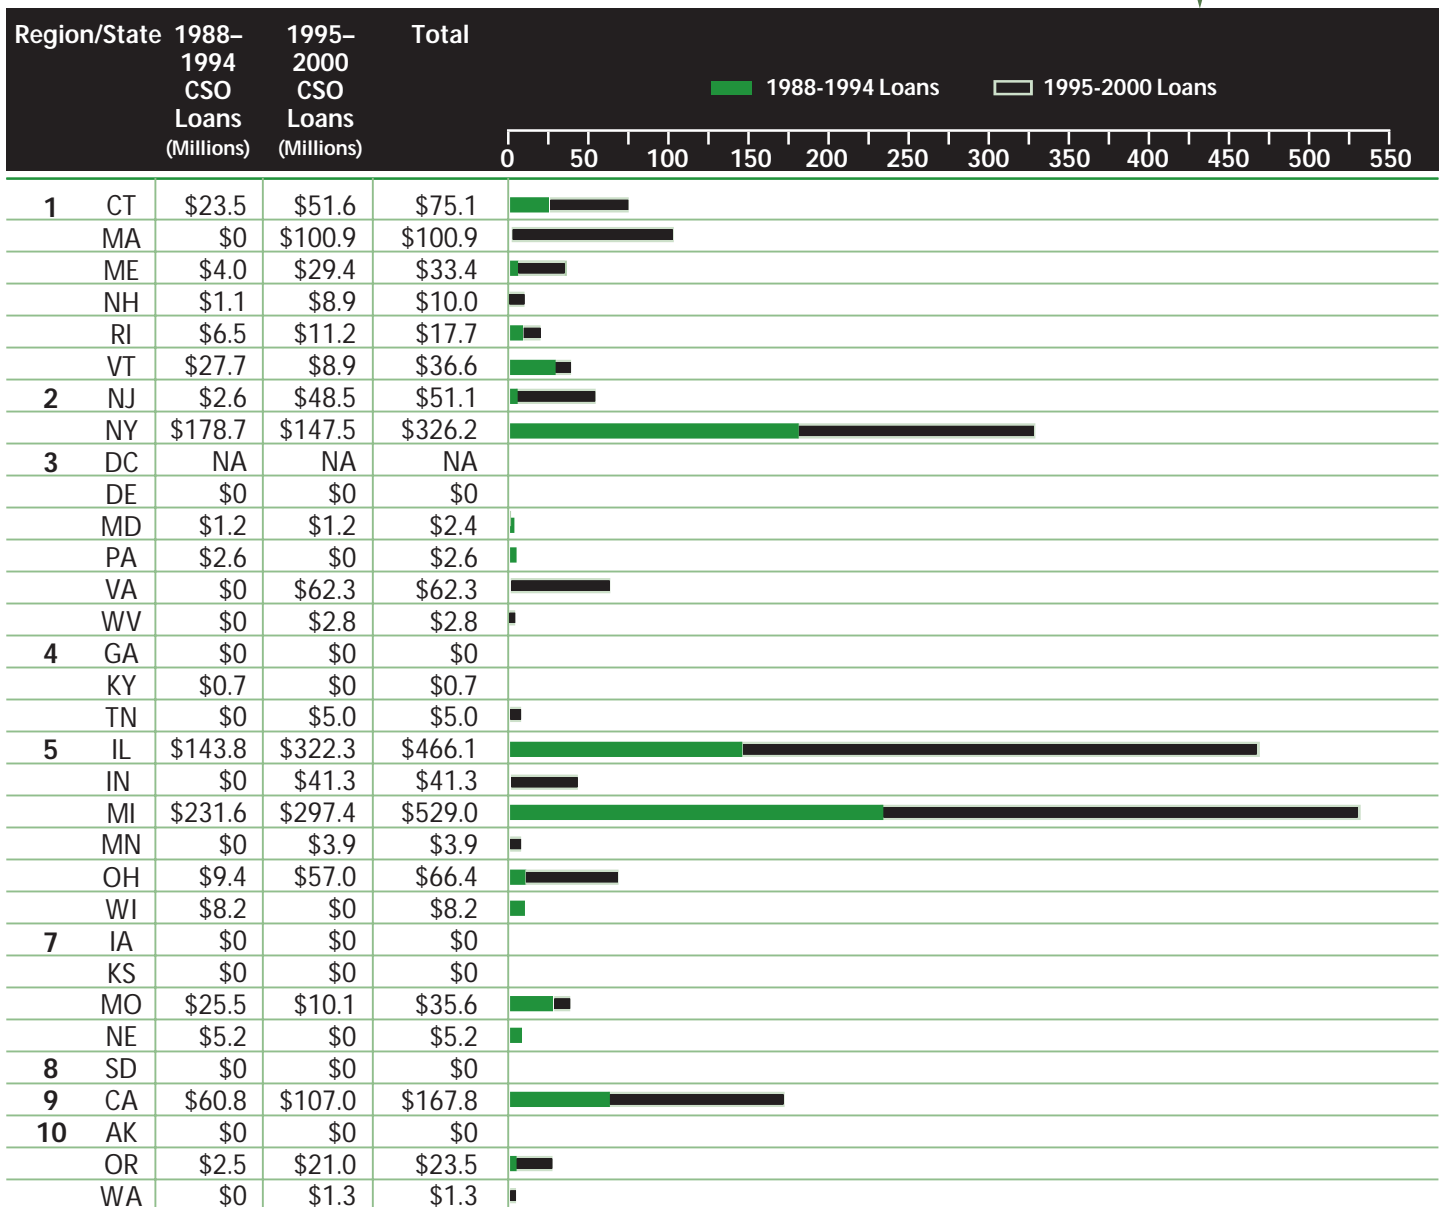 Region/State 1988– 1995– Total
1994 2000
CSO CSO
Loans Loans
(Millions) (Millions)
1988-1994 Loans 1995-2000 Loans
0 50 100 150 200 250 300 350 400 450 500 550
1 CT $23.5 $51.6 $75.1
MA $0 $100.9 $100.9
ME $4.0 $29.4 $33.4
NH $1.1 $8.9 $10.0
RI $6.5 $11.2 $17.7
VT $27.7 $8.9 $36.6
2 NJ $2.6 $48.5 $51.1
NY $178.7 $147.5 $326.2
3 DC NA NA NA
DE $0 $0 $0
MD $1.2 $1.2 $2.4
PA $2.6 $0 $2.6
VA $0 $62.3 $62.3
WV $0 $2.8 $2.8
4 GA $0 $0 $0
KY $0.7 $0 $0.7
TN $0 $5.0 $5.0
5 IL $143.8 $322.3 $466.1
IN $0 $41.3 $41.3
MI $231.6 $297.4 $529.0
MN $0 $3.9 $3.9
OH $9.4 $57.0 $66.4
WI $8.2 $0 $8.2
7 IA $0 $0 $0
KS $0 $0 $0
MO $25.5 $10.1 $35.6
NE $5.2 $0 $5.2
8 SD $0 $0 $0
9 CA $60.8 $107.0 $167.8
10 AK $0 $0 $0
OR $2.5 $21.0 $23.5
WA $0 $1.3 $1.3